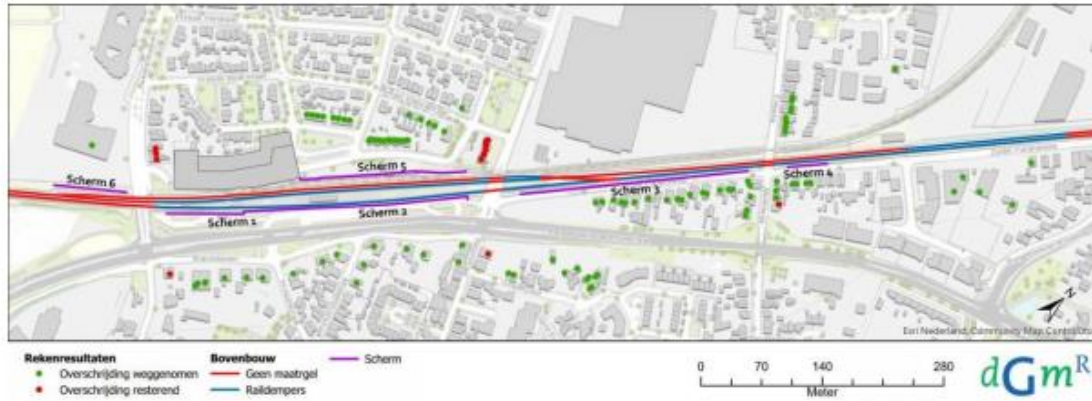 Scherm 5
Scherm 6
Scherm 3
Scherm 4
Scherm 1
Scherm 2
N
Esri Nederland, Community Map Contributors
Rekenresultaten
Overschrijding weggenomen
Overschrijding resterend
Bovenbouw
Geen maatrgel
Raildempers
Scherm
0 70 140 280
Meter
dGmR